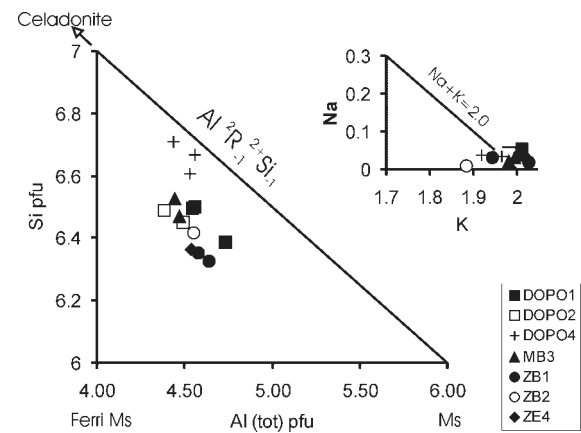 Celadonite
7
6.8
6.6
6.4
6.2
6
Si pfu
Al ²R₋₁ ²⁺Si₋₁
4.00
4.50
5.00
5.50
6.00
Ferri Ms
Al (tot) pfu
Ms
0.3
0.2
0.1
0
Na
Na+K=2.0
1.7
1.8
1.9
2
K
DOPO1
DOPO2
DOPO4
MB3
ZB1
ZB2
ZE4